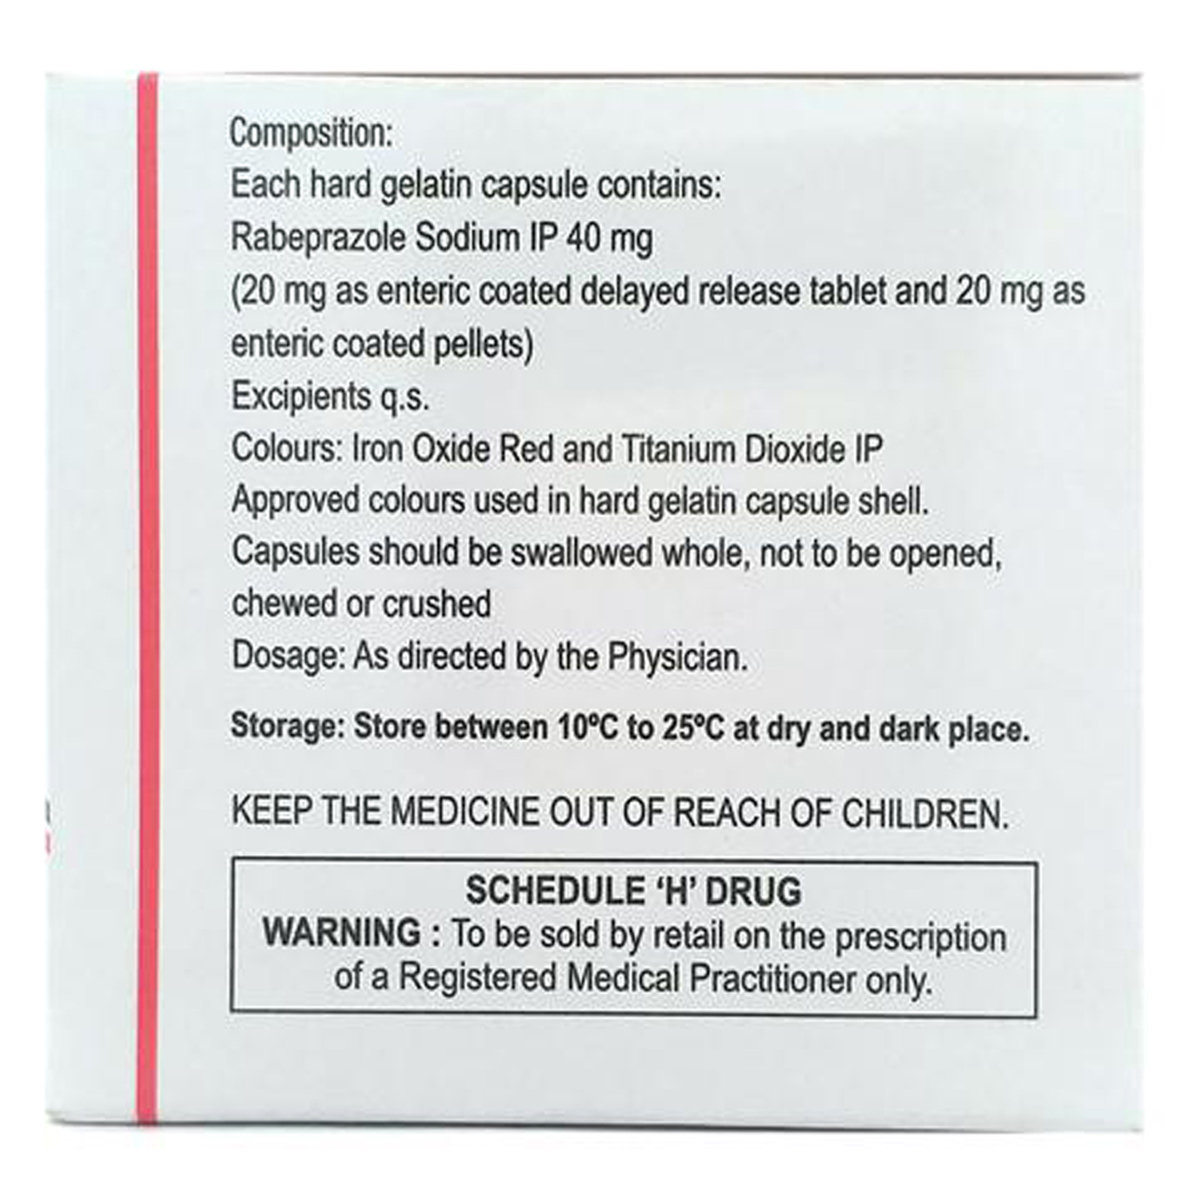 Composition:
Each hard gelatin capsule contains:
Rabeprazole Sodium IP 40 mg
(20 mg as enteric coated delayed release tablet and 20 mg as
enteric coated pellets)
Excipients q.s.
Colours: Iron Oxide Red and Titanium Dioxide IP
Approved colours used in hard gelatin capsule shell.
Capsules should be swallowed whole, not to be opened,
chewed or crushed
Dosage: As directed by the Physician.
Storage: Store between 10ºC to 25ºC at dry and dark place.
KEEP THE MEDICINE OUT OF REACH OF CHILDREN.
SCHEDULE ‘H’ DRUG
WARNING : To be sold by retail on the prescription
of a Registered Medical Practitioner only.